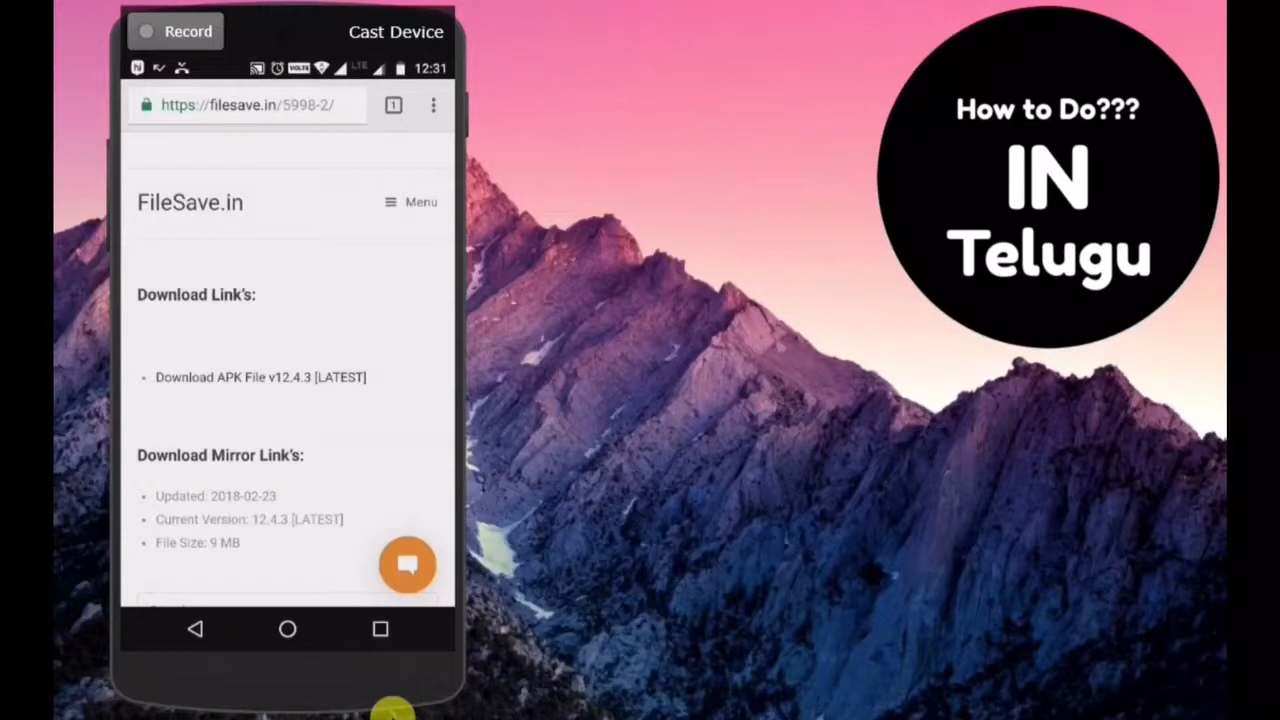 Record
Cast Device
VOLTE
LTE
12:31
https://filesave.in/5998-2/
1
FileSave.in
Menu
Download Link's:
Download APK File v12.4.3 [LATEST]
Download Mirror Link's:
Updated: 2018-02-23
Current Version: 12.4.3 [LATEST]
File Size: 9 MB
How to Do???
IN
Telugu